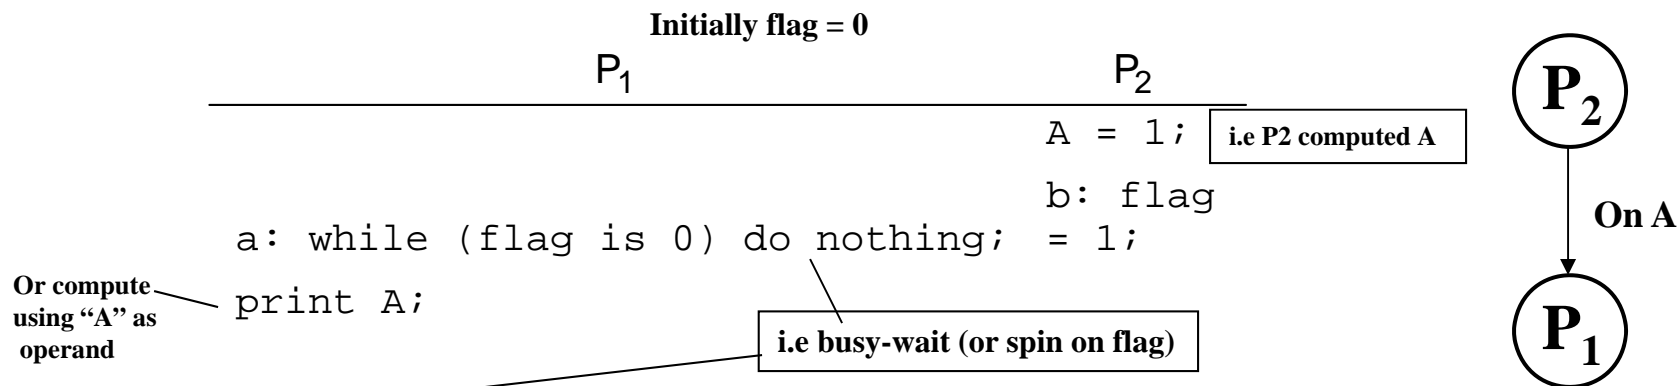 Initially flag = 0
P1 P2
A = 1;
i.e P2 computed A
b: flag
a: while (flag is 0) do nothing; = 1;
Or compute
using “A” as
operand
print A;
i.e busy-wait (or spin on flag)
P2
On A
P1